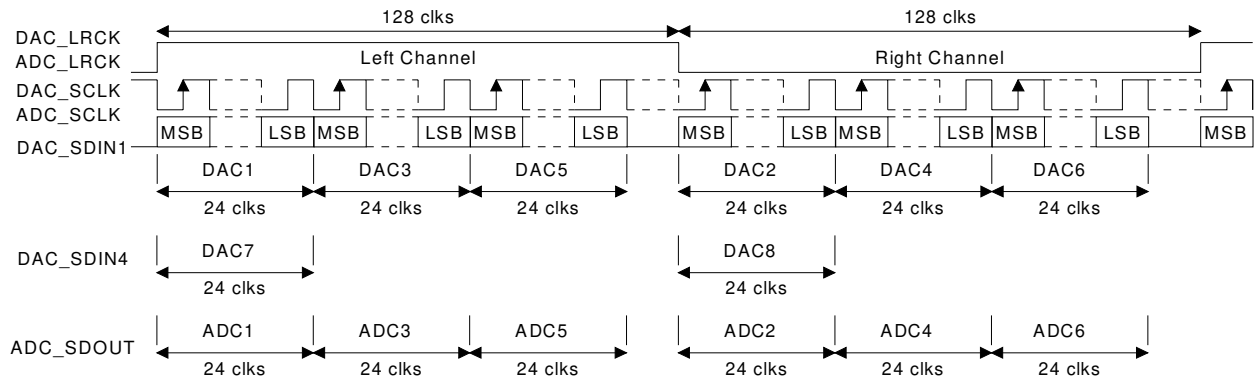 128 clks 128 clks
DAC_LRCK
ADC_LRCK Left Channel Right Channel
DAC_SCLK
ADC_SCLK
DAC_SDIN1 MSB LSB MSB LSB MSB LSB MSB LSB MSB LSB MSB LSB MSB
DAC1 DAC3 DAC5 DAC2 DAC4 DAC6
24 clks 24 clks 24 clks 24 clks 24 clks 24 clks
DAC_SDIN4 DAC7 DAC8
24 clks 24 clks
ADC_SDOUT ADC1 ADC3 ADC5 ADC2 ADC4 ADC6
24 clks 24 clks 24 clks 24 clks 24 clks 24 clks